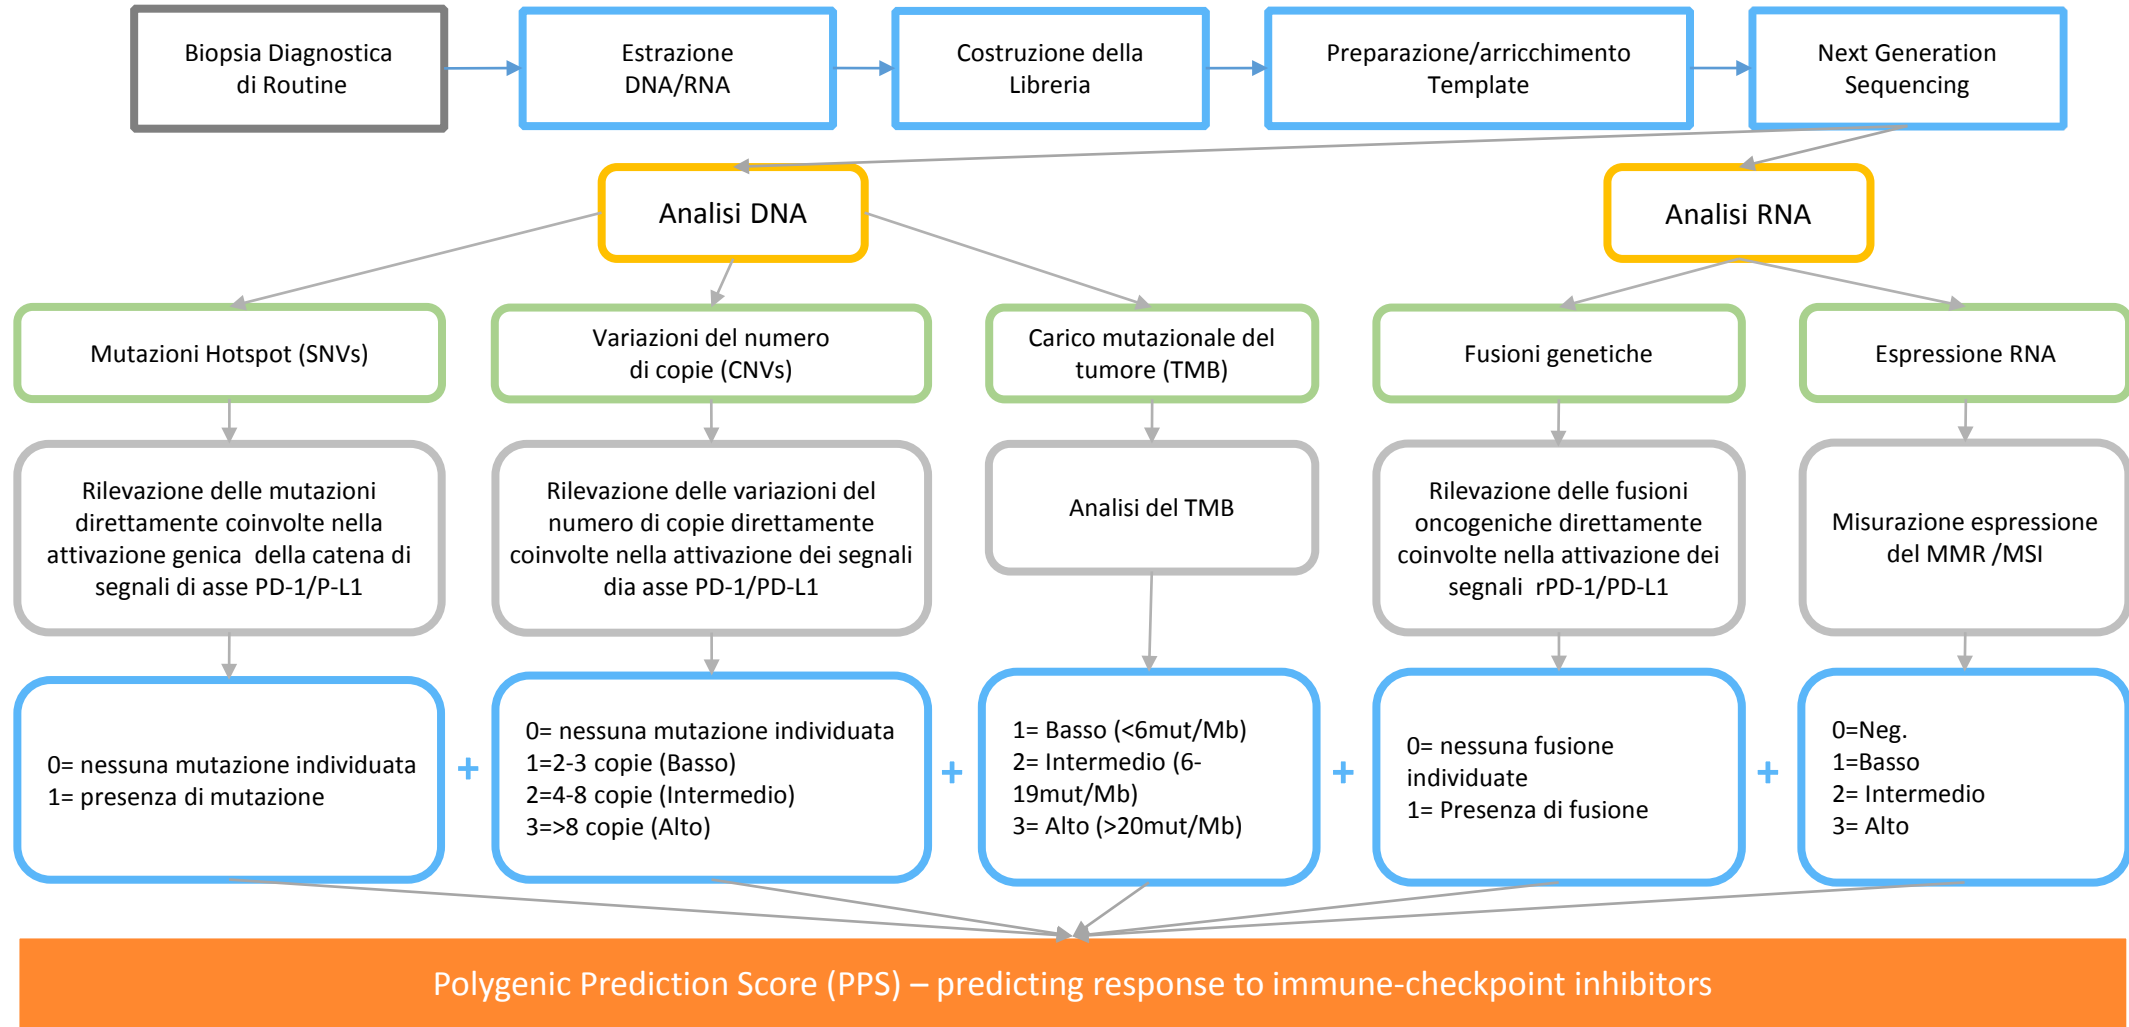 Biopsia Diagnostica
di Routine
Estrazione
DNA/RNA
Costruzione della
Libreria
Preparazione/arricchimento
Template
Next Generation
Sequencing
Analisi DNA
Analisi RNA
Mutazioni Hotspot (SNVs)
Variazioni del numero
di copie (CNVs)
Carico mutazionale del
tumore (TMB)
Fusioni genetiche
Espressione RNA
Rilevazione delle mutazioni
direttamente coinvolte nella
attivazione genica  della catena di
segnali di asse PD-1/P-L1
Rilevazione delle variazioni del
numero di copie direttamente
coinvolte nella attivazione dei segnali
dia asse PD-1/PD-L1
Analisi del TMB
Rilevazione delle fusioni
oncogeniche direttamente
coinvolte nella attivazione dei
segnali  rPD-1/PD-L1
Misurazione espressione
del MMR /MSI
0= nessuna mutazione individuata
1= presenza di mutazione
+
0= nessuna mutazione individuata
1=2-3 copie (Basso)
2=4-8 copie (Intermedio)
3=>8 copie (Alto)
+
1= Basso (<6mut/Mb)
2= Intermedio (6-
19mut/Mb)
3= Alto (>20mut/Mb)
+
0= nessuna fusione
individuate
1= Presenza di fusione
+
0=Neg.
1=Basso
2= Intermedio
3= Alto
Polygenic Prediction Score (PPS) – predicting response to immune-checkpoint inhibitors